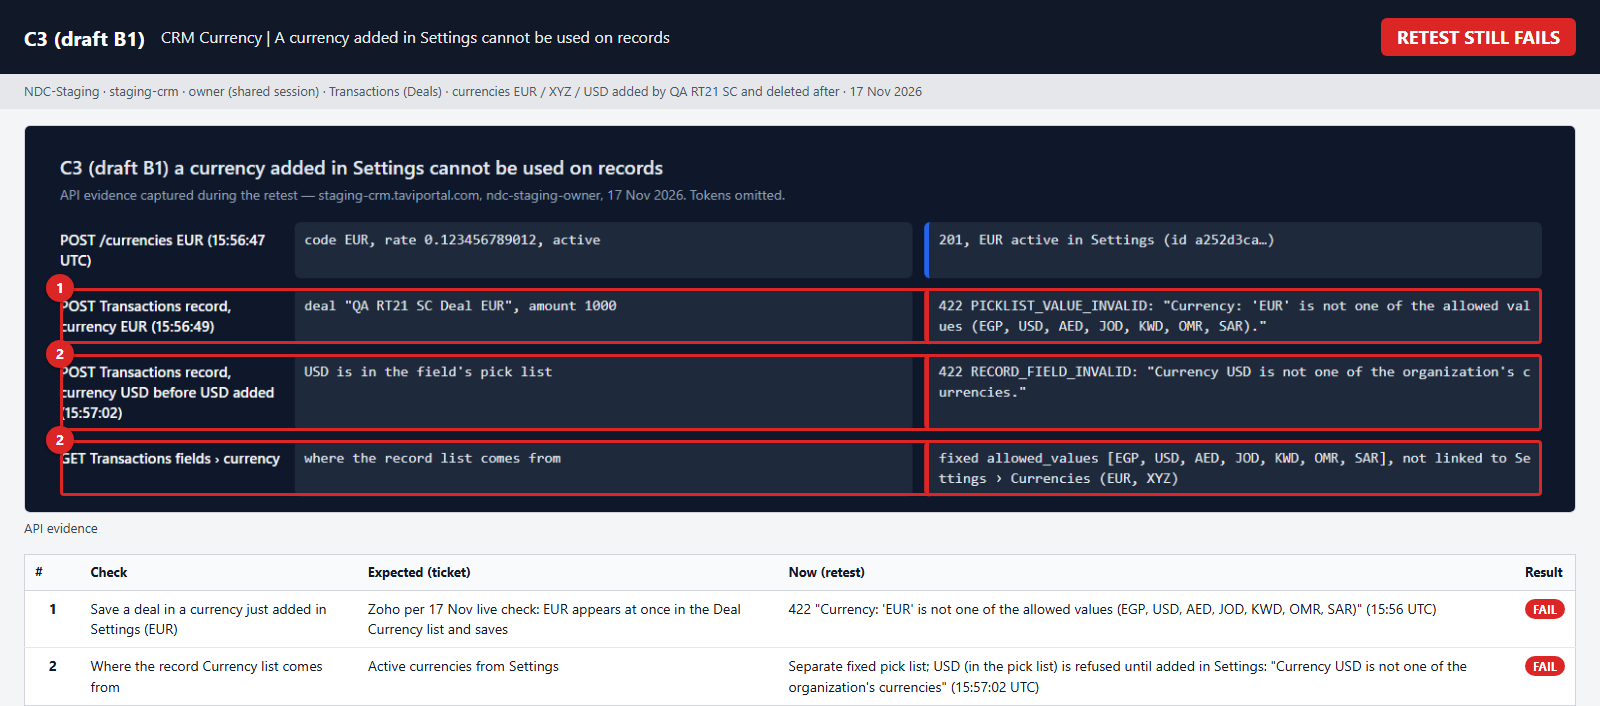 C3 (draft B1) CRM Currency | A currency added in Settings cannot be used on records
RETEST STILL FAILS
NDC-Staging · staging-crm · owner (shared session) · Transactions (Deals) · currencies EUR / XYZ / USD added by QA RT21 SC and deleted after · 17 Nov 2026
C3 (draft B1) a currency added in Settings cannot be used on records
API evidence captured during the retest — staging-crm.taviportal.com, ndc-staging-owner, 17 Nov 2026. Tokens omitted.
POST /currencies EUR (15:56:47
UTC)
code EUR, rate 0.123456789012, active
201, EUR active in Settings (id a252d3ca…)
1
POST Transactions record,
currency EUR (15:56:49)
deal "QA RT21 SC Deal EUR", amount 1000
422 PICKLIST_VALUE_INVALID: "Currency: 'EUR' is not one of the allowed val
ues (EGP, USD, AED, JOD, KWD, OMR, SAR)."
2
POST Transactions record,
currency USD before USD added
(15:57:02)
USD is in the field's pick list
422 RECORD_FIELD_INVALID: "Currency USD is not one of the organization's c
urrencies."
2
GET Transactions fields › currency
where the record list comes from
fixed allowed_values [EGP, USD, AED, JOD, KWD, OMR, SAR], not linked to Se
ttings › Currencies (EUR, XYZ)
API evidence
# Check Expected (ticket) Now (retest) Result
1
Save a deal in a currency just added in
Settings (EUR)
Zoho per 17 Nov live check: EUR appears at once in the Deal
Currency list and saves
422 "Currency: 'EUR' is not one of the allowed values (EGP, USD, AED, JOD, KWD, OMR, SAR)" (15:56 UTC)
FAIL
2
Where the record Currency list comes
from
Active currencies from Settings
Separate fixed pick list; USD (in the pick list) is refused until added in Settings: "Currency USD is not one of the
organization's currencies" (15:57:02 UTC)
FAIL